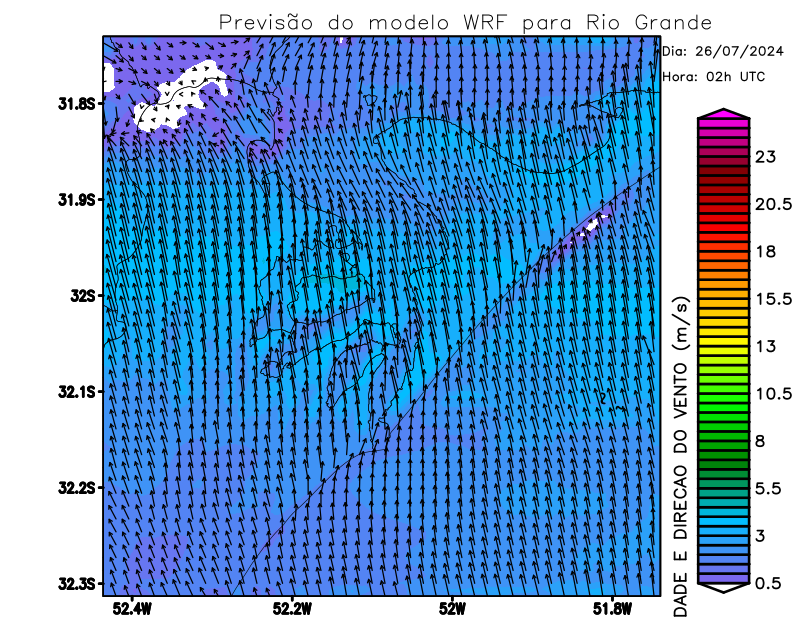 Previsão do modelo WRF para Rio Grande
Dia: 26/07/2024
Hora: 02h UTC
31.8S
31.9S
32S
32.1S
32.2S
32.3S
52.4W
52.2W
52W
51.8W
23
20.5
18
15.5
13
10.5
8
5.5
3
0.5
DADE E DIRECAO DO VENTO (m/s)